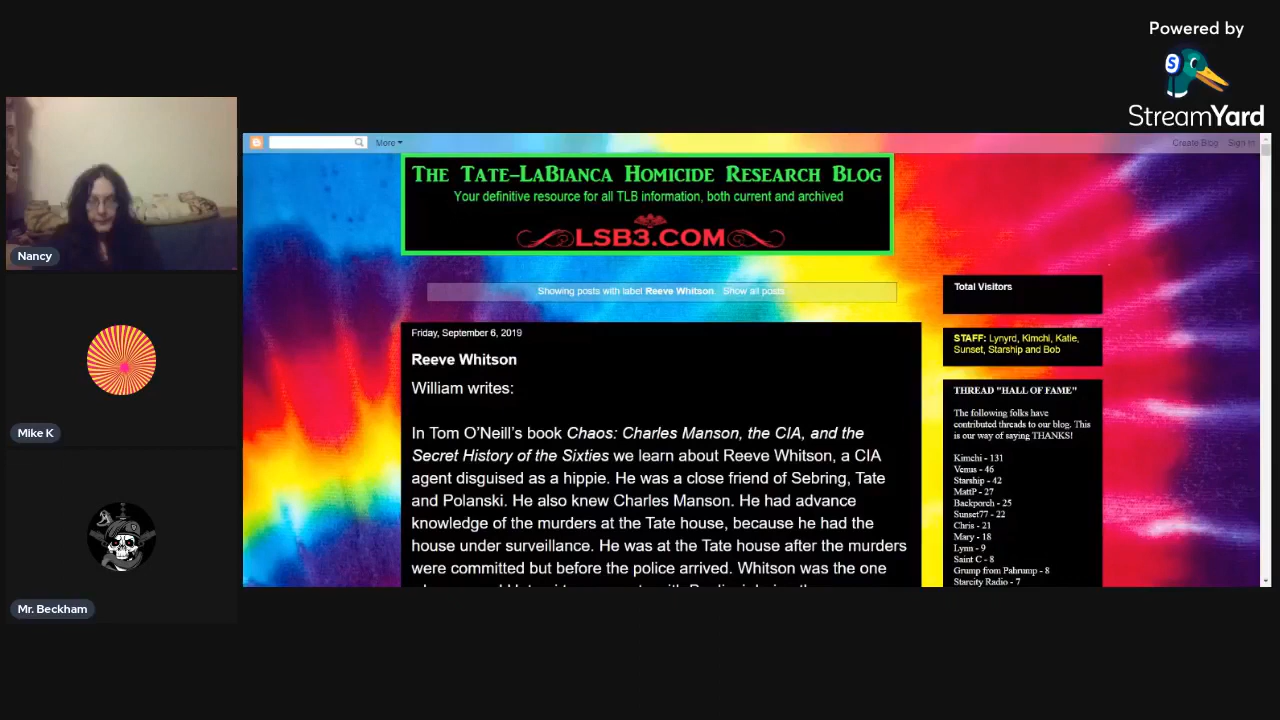 Powered by
StreamYard
Nancy
Mike K
Mr. Beckham
More
Create Blog Sign In
THE TATE-LABIANCA HOMICIDE RESEARCH BLOG
Your definitive resource for all TLB information, both current and archived
LSB3.COM
Showing posts with label Reeve Whitson Show all posts
Friday, September 6, 2019
Reeve Whitson
William writes:
In Tom O'Neill's book Chaos: Charles Manson, the CIA, and the
Secret History of the Sixties we learn about Reeve Whitson, a CIA
agent disguised as a hippie. He was a close friend of Sebring, Tate
and Polanski. He also knew Charles Manson. He had advance
knowledge of the murders at the Tate house, because he had the
house under surveillance. He was at the Tate house after the murders
were committed but before the police arrived. Whitson was the one
Total Visitors
STAFF: Lynyrd, Kimchi, Katie,
Sunset, Starship and Bob
THREAD "HALL OF FAME"
The following folks have
contributed threads to our blog. This
is our way of saying THANKS!
Kimchi - 131
Venus - 46
Starship - 42
MattP - 27
Backporch - 25
Sunset77 - 22
Chris - 21
Mary - 18
Lynn - 9
Saint C - 8
Grump from Pahrump - 8
Starcity Radio - 7